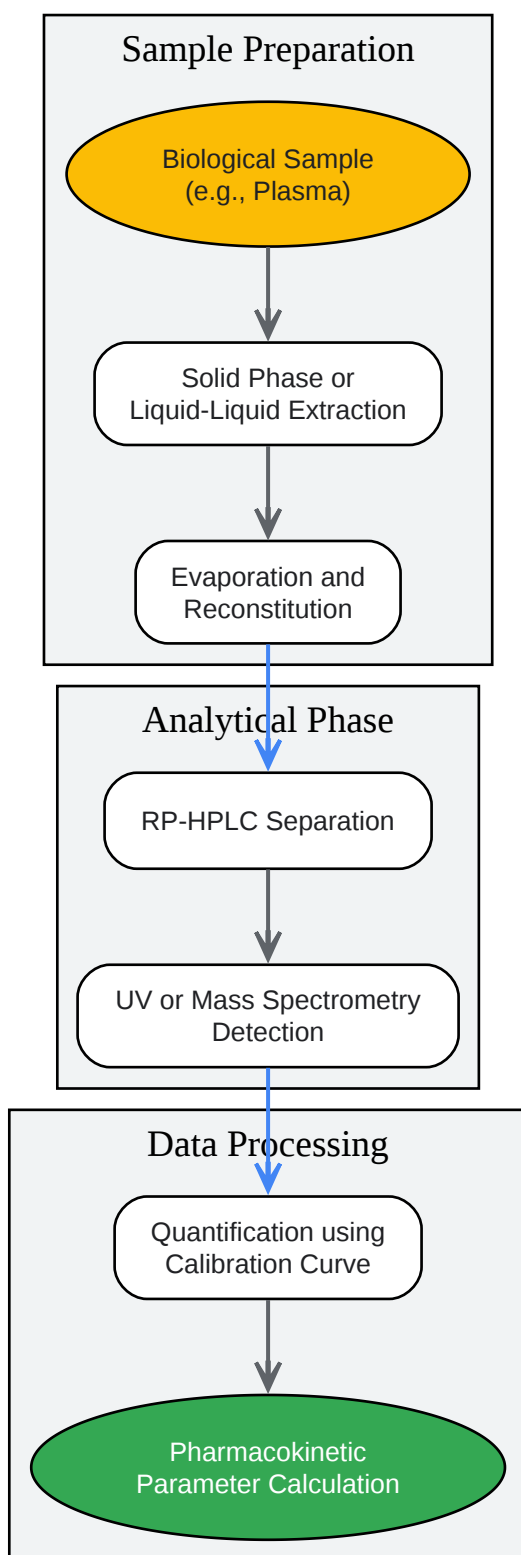 Sample Preparation
Biological Sample
(e.g., Plasma)
Solid Phase or
Liquid-Liquid Extraction
Evaporation and
Reconstitution
Analytical Phase
RP-HPLC Separation
UV or Mass Spectrometry
Detection
Data Processing
Quantification using
Calibration Curve
Pharmacokinetic
Parameter Calculation